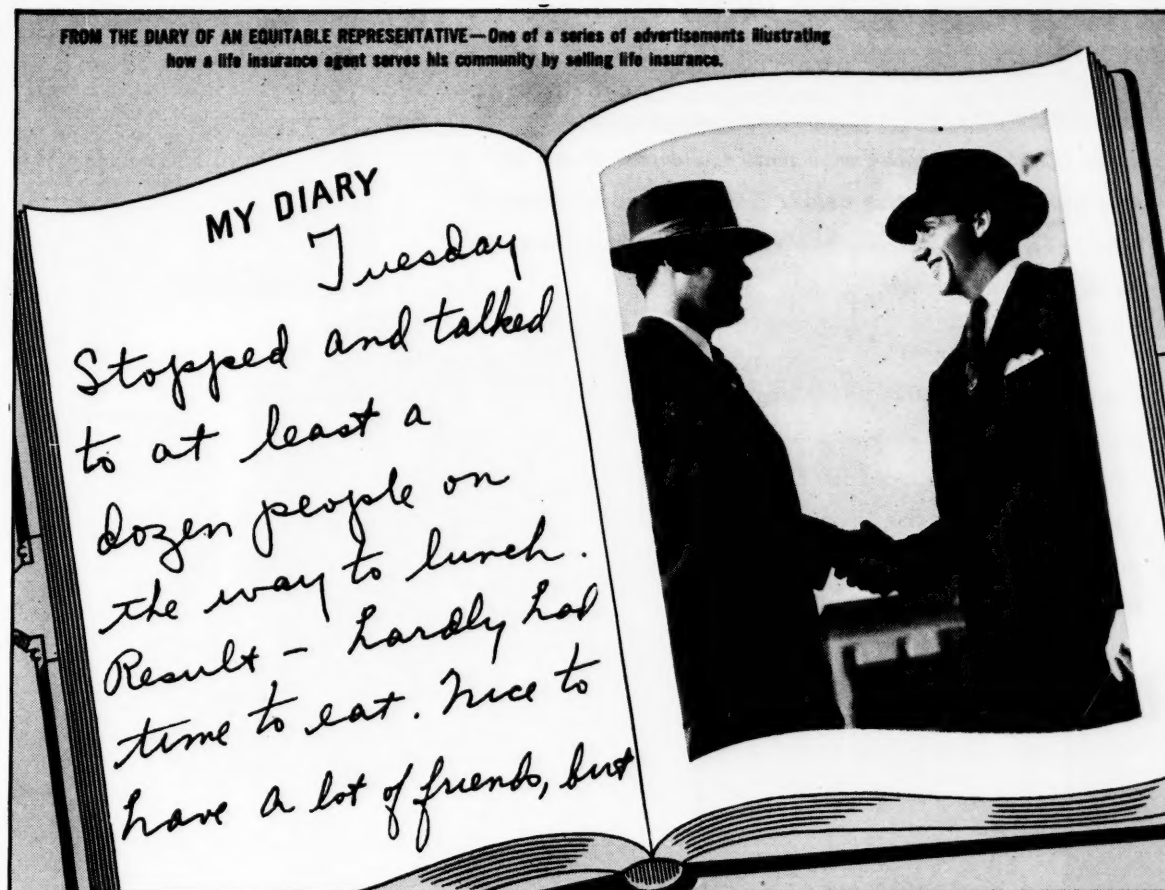 FROM THE DIARY OF AN EQUITABLE REPRESENTATIVE—One of a series of advertisements illustrating
how a life insurance agent serves his community by selling life insurance.
MY DIARY
Tuesday
Stopped and talked
to at least a
dozen people on
the way to lunch.
Result – hardly had
time to eat. Nice to
have a lot of friends, but